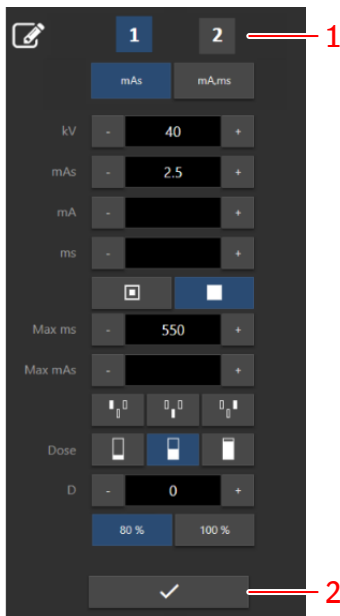 1 2 1
mAs mA,ms
kV - 40 +
mAs - 2.5 +
mA - +
ms - +
Max ms - 550 +
Max mAs - +
Dose
D - 0 +
80 % 100 %
2